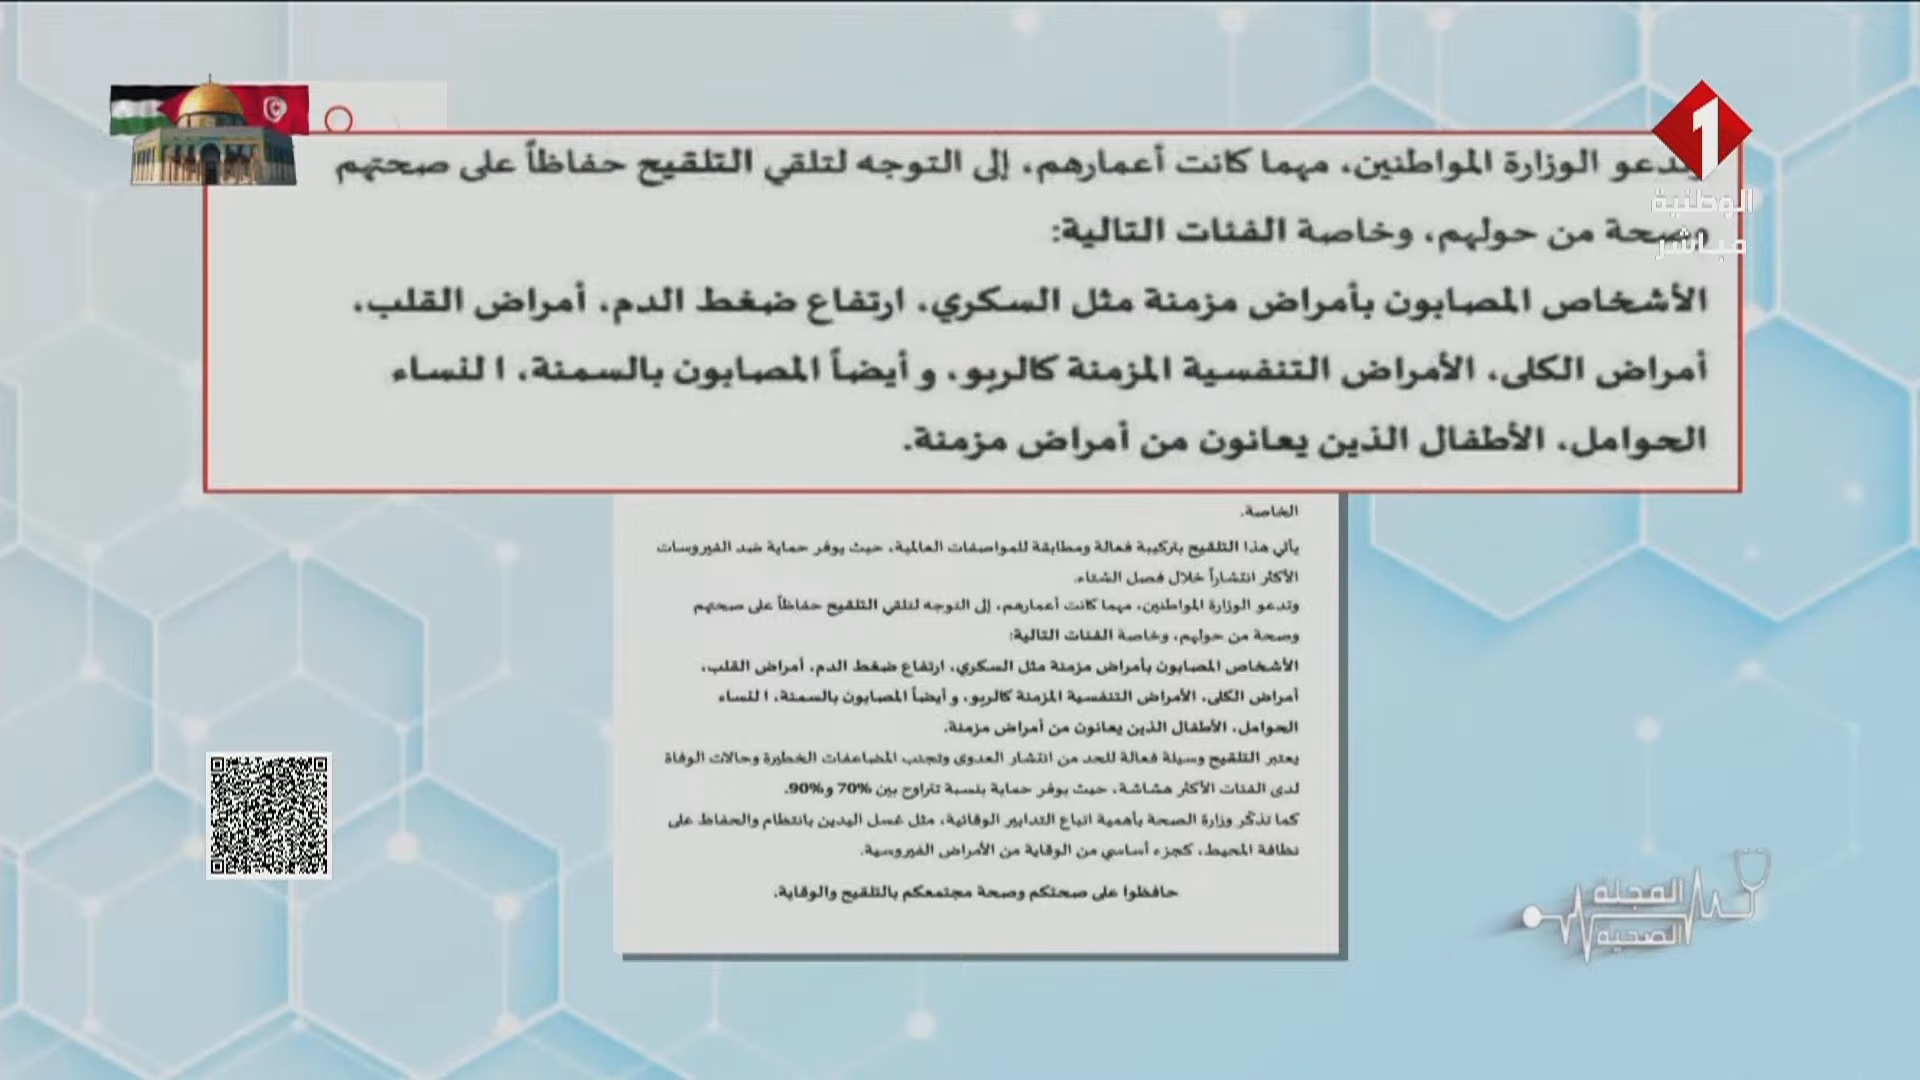 وتدعو الوزارة المواطنين، مهما كانت أعمارهم، إلى التوجه لتلقي التلقيح حفاظاً على صحتهم
وصحة من حولهم، وخاصة الفئات التالية:
الأشخاص المصابون بأمراض مزمنة مثل السكري، ارتفاع ضغط الدم، أمراض القلب،
أمراض الكلى، الأمراض التنفسية المزمنة كالربو، و أيضاً المصابون بالسمنة، ا لنساء
الحوامل، الأطفال الذين يعانون من أمراض مزمنة.
1
الوطنية
مباشر
الخاصة.
يأتي هذا التلقيح بتركيبة فعالة ومطابقة للمواصفات العالمية، حيث يوفر حماية ضد الفيروسات
الأكثر انتشاراً خلال فصل الشتاء.
وتدعو الوزارة المواطنين، مهما كانت أعمارهم، إلى التوجه لتلقي التلقيح حفاظاً على صحتهم
وصحة من حولهم، وخاصة الفئات التالية:
الأشخاص المصابون بأمراض مزمنة مثل السكري، ارتفاع ضغط الدم، أمراض القلب،
أمراض الكلى، الأمراض التنفسية المزمنة كالربو، و أيضاً المصابون بالسمنة، ا لنساء
الحوامل، الأطفال الذين يعانون من أمراض مزمنة.
يعتبر التلقيح وسيلة فعالة للحد من انتشار العدوى وتجنب المضاعفات الخطيرة وحالات الوفاة
لدى الفئات الأكثر هشاشة، حيث يوفر حماية بنسبة تتراوح بين 70% و90%.
كما تذكّر وزارة الصحة بأهمية اتباع التدابير الوقائية، مثل غسل اليدين بانتظام والحفاظ على
نظافة المحيط، كجزء أساسي من الوقاية من الأمراض الفيروسية.
حافظوا على صحتكم وصحة مجتمعكم بالتلقيح والوقاية.
المجلة
الصحية